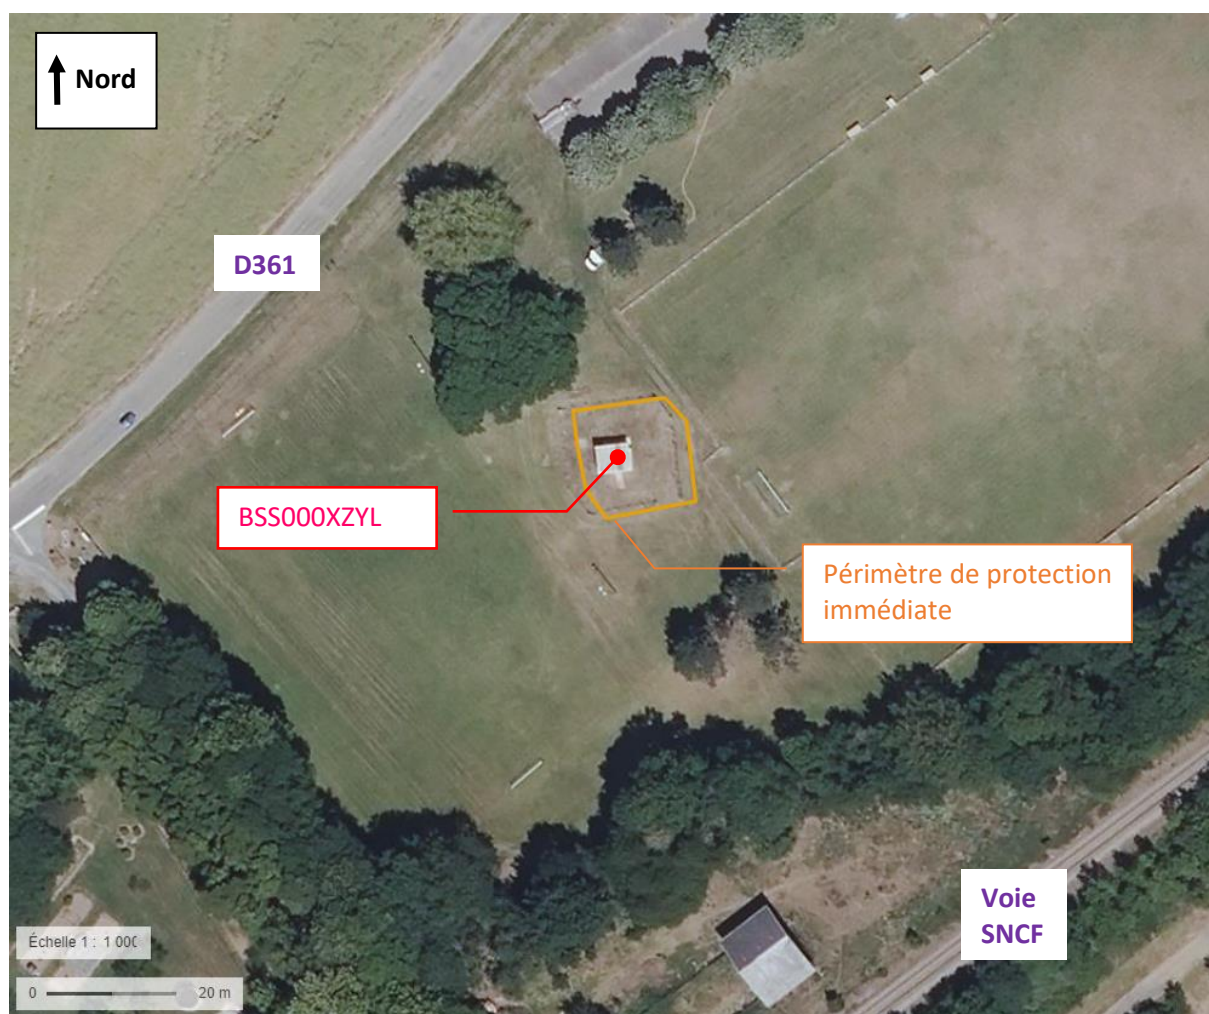 Nord
D361
BSS000XZYL
Périmètre de protection
immédiate
Voie
SNCF
Échelle 1 : 1 000
0 20 m